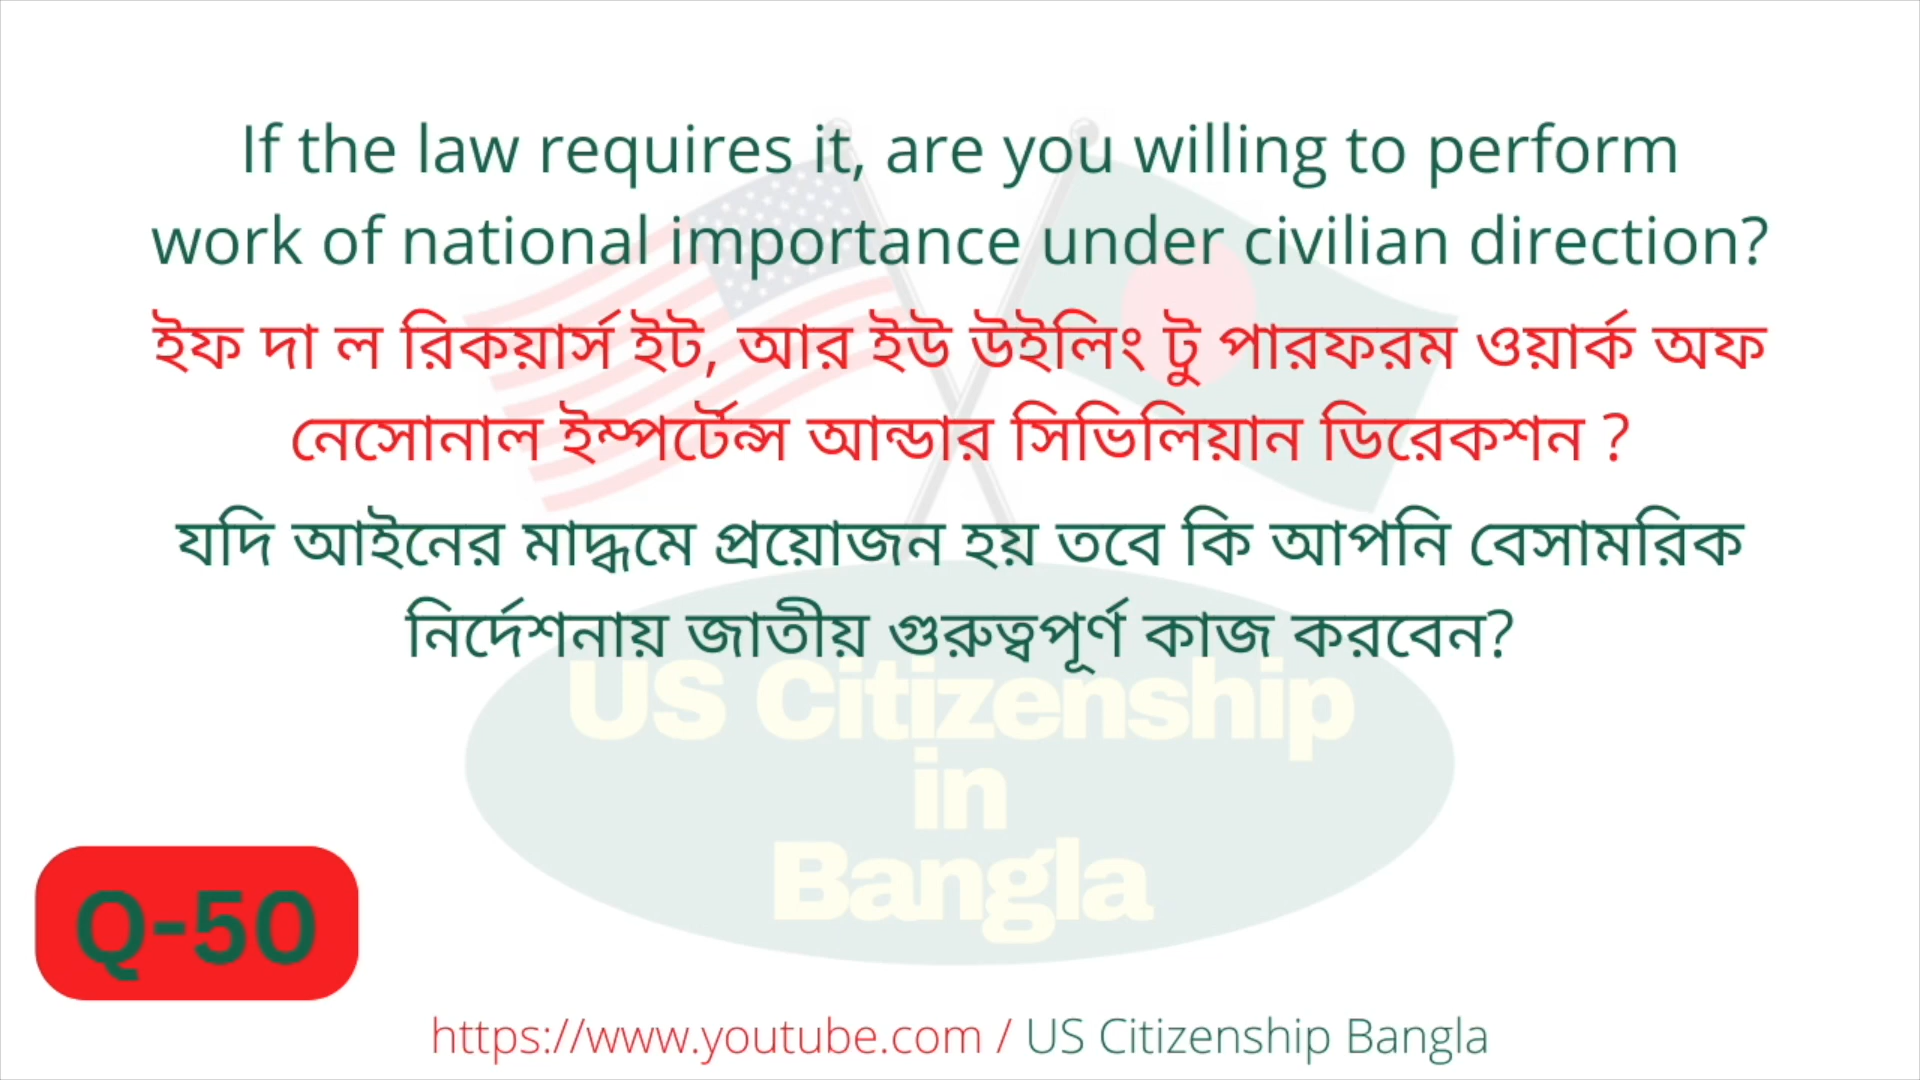 If the law requires it, are you willing to perform
work of national importance under civilian direction?
ইফ দা ল রিকয়ার্স ইট, আর ইউ উইলিং টু পারফরম ওয়ার্ক অফ
নেসোনাল ইম্পর্টেন্স আন্ডার সিভিলিয়ান ডিরেকশন ?
যদি আইনের মাদ্ধমে প্রয়োজন হয় তবে কি আপনি বেসামরিক
নির্দেশনায় জাতীয় গুরুত্বপূর্ণ কাজ করবেন?
US Citizenship
in
Bangla
Q-50
https://www.youtube.com / US Citizenship Bangla